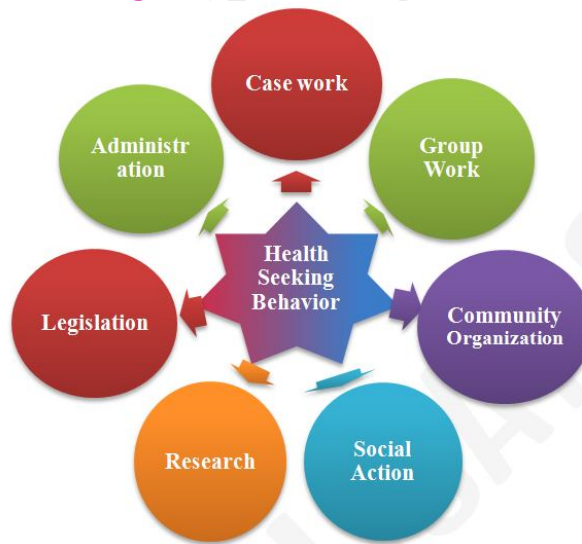 Case work
Group
Work
Community
Organization
Social
Action
Research
Legislation
Administr
ation
Health
Seeking
Behavior